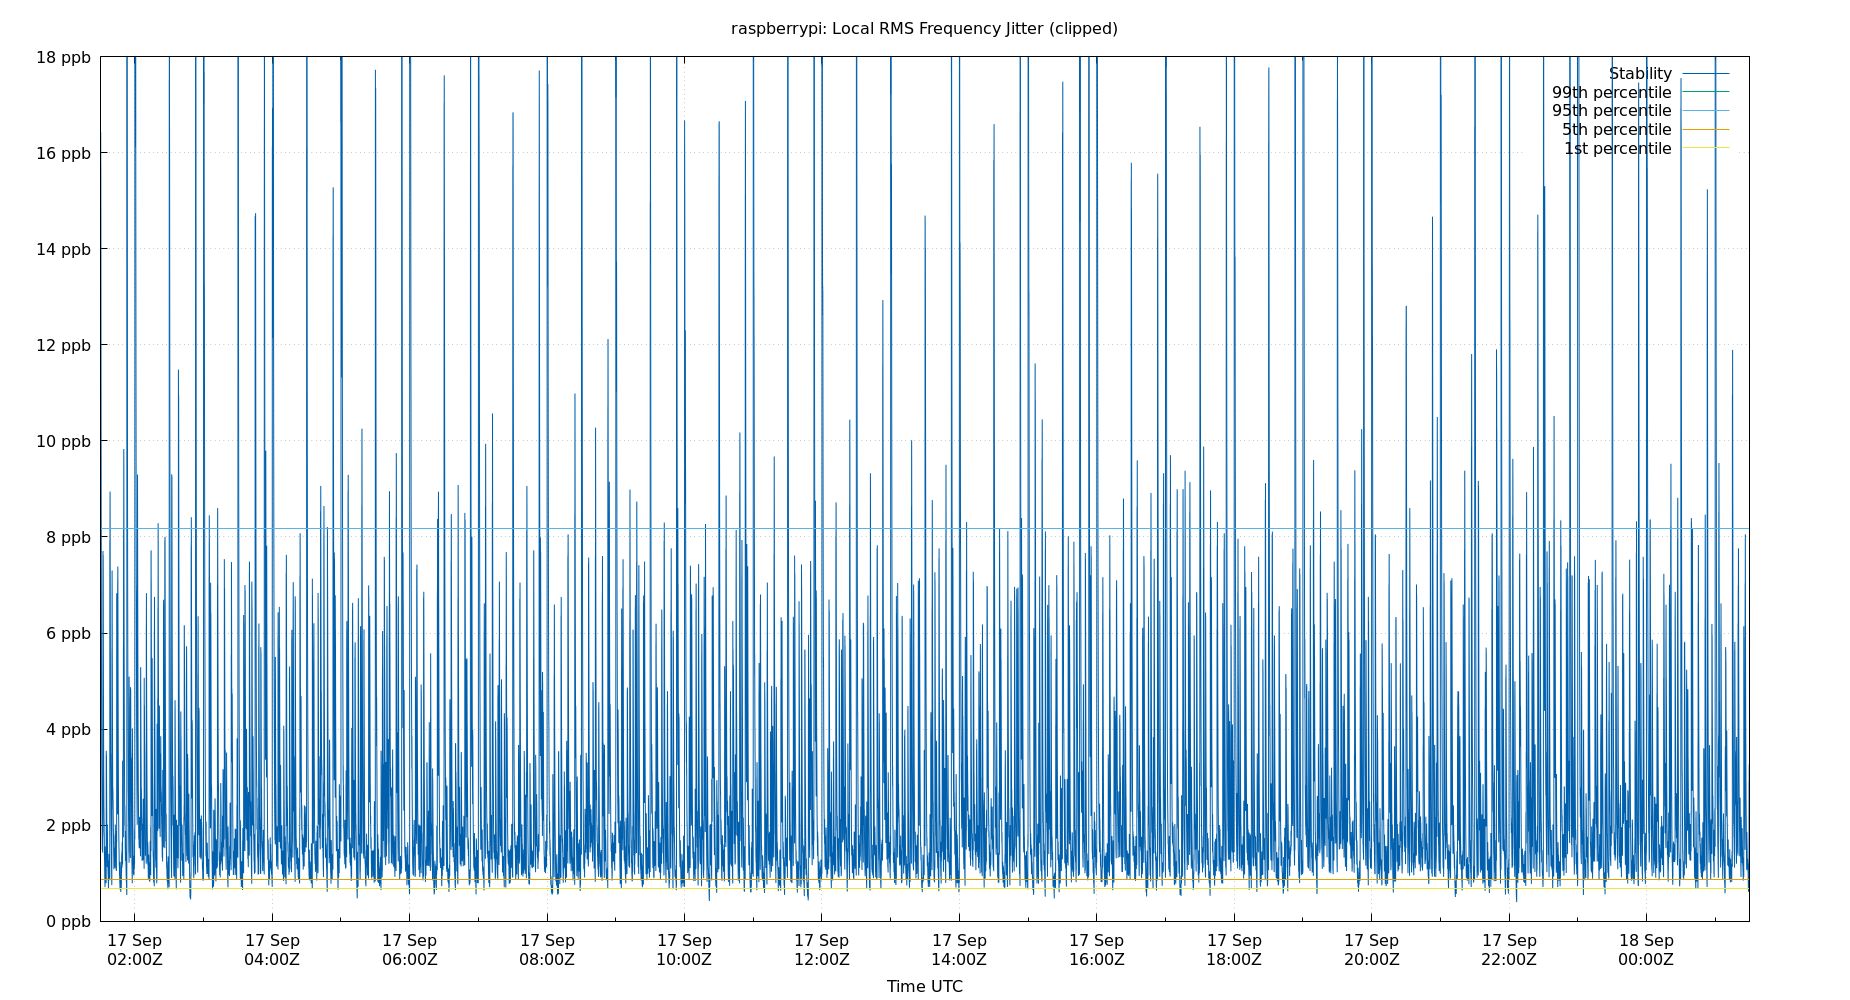 raspberrypi: Local RMS Frequency Jitter (clipped)
18 ppb
16 ppb
14 ppb
12 ppb
10 ppb
8 ppb
6 ppb
4 ppb
2 ppb
0 ppb
Stability
99th percentile
95th percentile
5th percentile
1st percentile
17 Sep 17 Sep 17 Sep 17 Sep 17 Sep 17 Sep 17 Sep 17 Sep 17 Sep 17 Sep 17 Sep 18 Sep
02:00Z 04:00Z 06:00Z 08:00Z 10:00Z 12:00Z 14:00Z 16:00Z 18:00Z 20:00Z 22:00Z 00:00Z
Time UTC